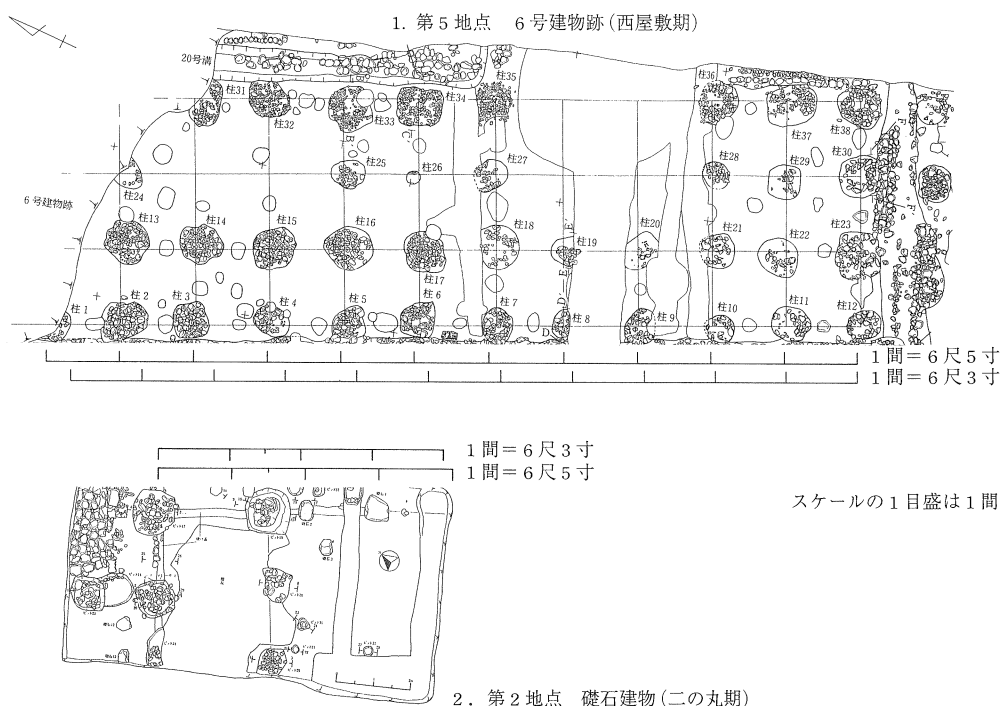 1. 第5地点 6号建物跡(西屋敷期)
20号溝
柱31
柱32
柱33
柱34
柱35
柱36
柱37
柱38
柱24
柱25
柱26
柱27
柱28
柱29
柱30
6号建物跡
柱13
柱14
柱15
柱16
柱17
柱18
柱19
柱20
柱21
柱22
柱23
柱1
柱2
柱3
柱4
柱5
柱6
柱7
柱8
柱9
柱10
柱11
柱12
1間=6尺5寸
1間=6尺3寸
1間=6尺3寸
1間=6尺5寸
スケールの1目盛は1間
2.第2地点 礎石建物(二の丸期)